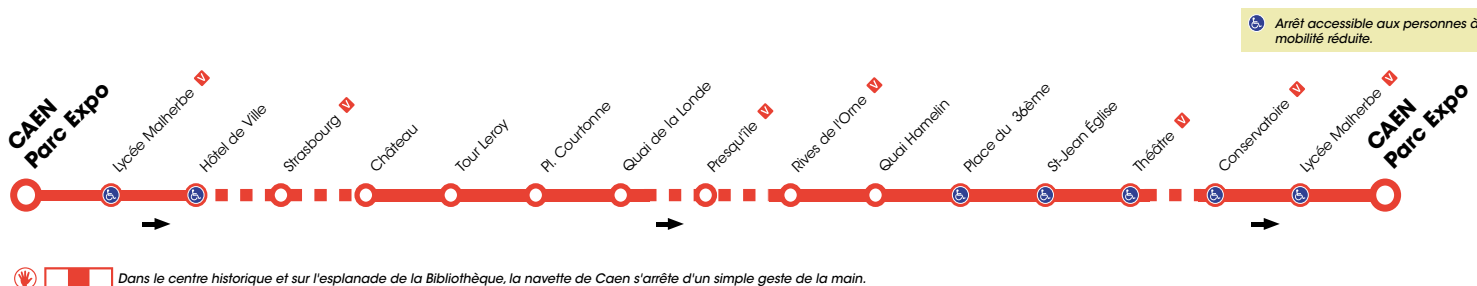 Arrêt accessible aux personnes à
mobilité réduite.
CAEN
Parc Expo
Lycée Malherbe V
Hôtel de Ville
Strasbourg V
Château
Tour Leroy
Pl. Courtonne
Quai de la Londe
Presqu'île V
Rives de l'Orne V
Quai Hamelin
Place du 36ème
St-Jean Église
Théâtre V
Conservatoire V
Lycée Malherbe V
CAEN
Parc Expo
Dans le centre historique et sur l'esplanade de la Bibliothèque, la navette de Caen s'arrête d'un simple geste de la main.